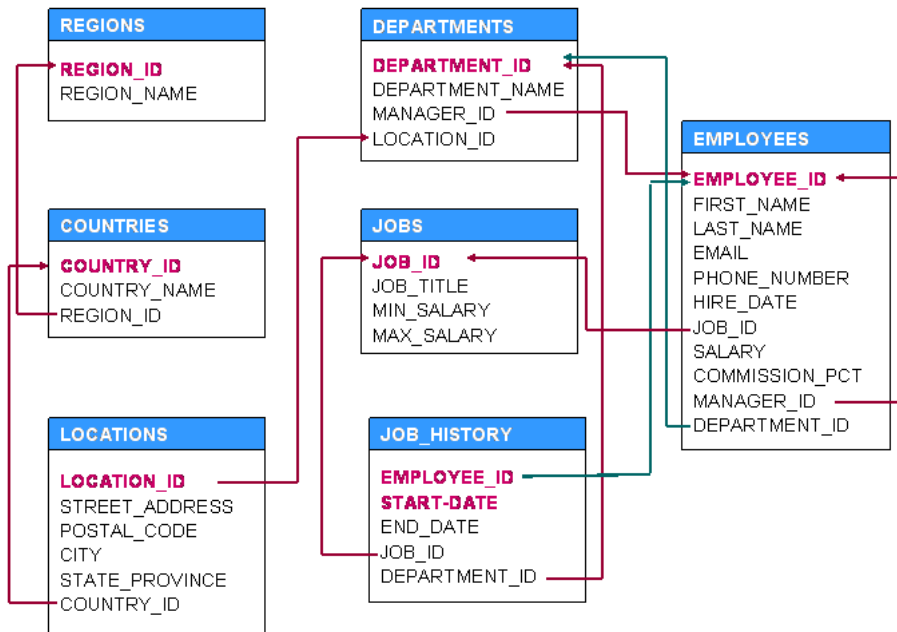 REGIONS
REGION_ID
REGION_NAME
DEPARTMENTS
DEPARTMENT_ID
DEPARTMENT_NAME
MANAGER_ID
LOCATION_ID
EMPLOYEES
EMPLOYEE_ID
FIRST_NAME
LAST_NAME
EMAIL
PHONE_NUMBER
HIRE_DATE
JOB_ID
SALARY
COMMISSION_PCT
MANAGER_ID
DEPARTMENT_ID
COUNTRIES
COUNTRY_ID
COUNTRY_NAME
REGION_ID
JOBS
JOB_ID
JOB_TITLE
MIN_SALARY
MAX_SALARY
LOCATIONS
LOCATION_ID
STREET_ADDRESS
POSTAL_CODE
CITY
STATE_PROVINCE
COUNTRY_ID
JOB_HISTORY
EMPLOYEE_ID
START-DATE
END_DATE
JOB_ID
DEPARTMENT_ID